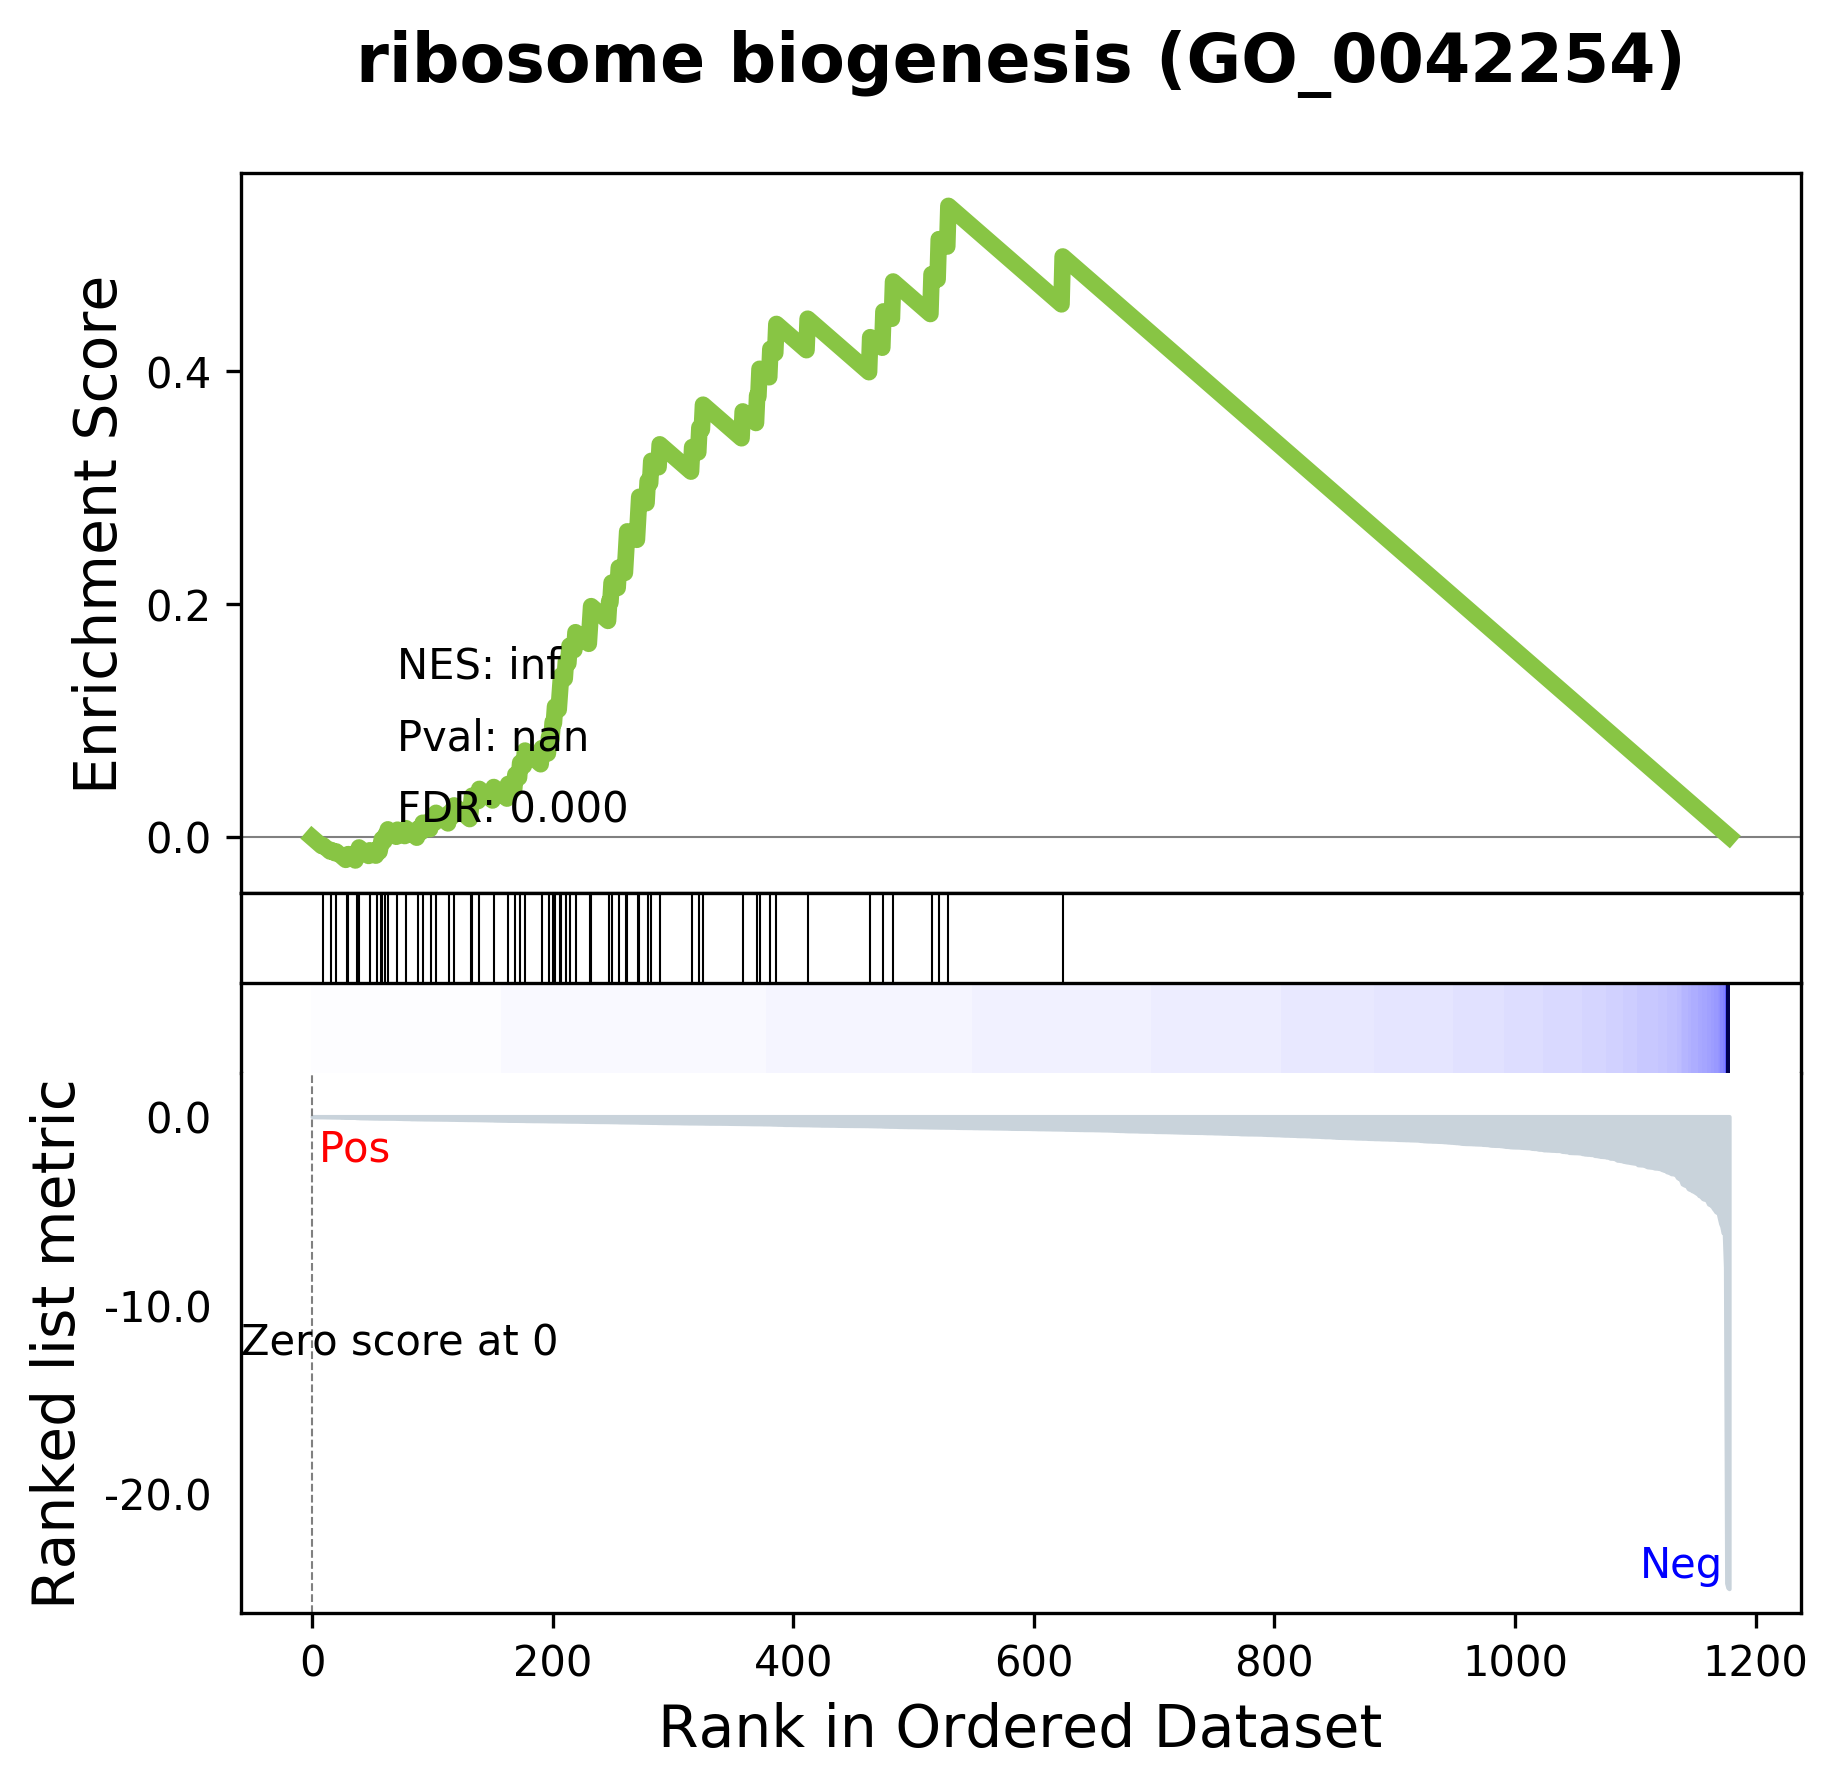 ribosome biogenesis (GO_0042254)
Enrichment Score
0.4
0.2
0.0
NES: inf
Pval: nan
FDR: 0.000
Ranked list metric
0.0
-10.0
-20.0
Pos
Zero score at 0
Neg
0 200 400 600 800 1000 1200
Rank in Ordered Dataset